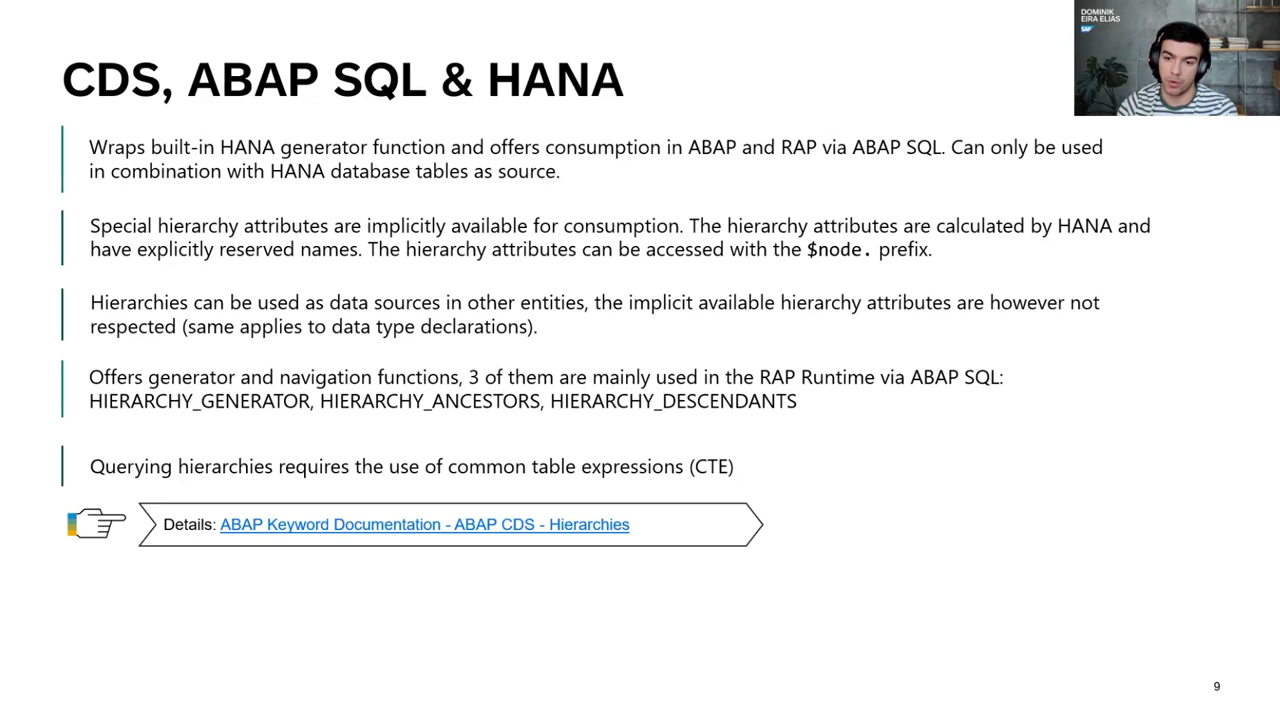 DOMINIK
EIRA ELIAS
SAP
CDS, ABAP SQL & HANA
Wraps built-in HANA generator function and offers consumption in ABAP and RAP via ABAP SQL. Can only be used
in combination with HANA database tables as source.
Special hierarchy attributes are implicitly available for consumption. The hierarchy attributes are calculated by HANA and
have explicitly reserved names. The hierarchy attributes can be accessed with the $node. prefix.
Hierarchies can be used as data sources in other entities, the implicit available hierarchy attributes are however not
respected (same applies to data type declarations).
Offers generator and navigation functions, 3 of them are mainly used in the RAP Runtime via ABAP SQL:
HIERARCHY_GENERATOR, HIERARCHY_ANCESTORS, HIERARCHY_DESCENDANTS
Querying hierarchies requires the use of common table expressions (CTE)
Details: ABAP Keyword Documentation - ABAP CDS - Hierarchies
9